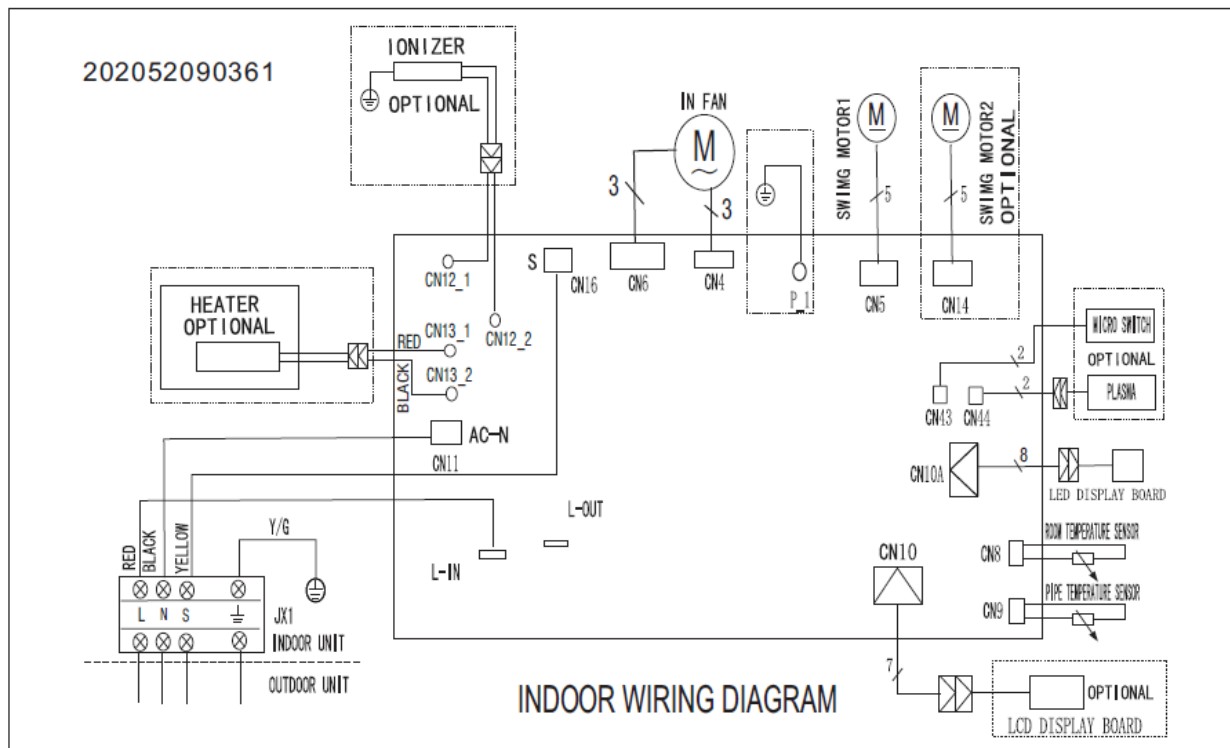 202052090361
IONIZER
OPTIONAL
IN FAN
M
3
3
SWIMG MOTOR1
M
5
SWIMG MOTOR2
OPTIONAL
M
5
CN12_1
S
CN16
CN6
CN4
P_1
CN5
CN14
HEATER
OPTIONAL
RED
CN13_1
CN12_2
BLACK
CN13_2
MICRO SWITCH
2
OPTIONAL
2
PLASMA
CN43
CN44
AC-N
CN11
CN10A
8
LED DISPLAY BOARD
L-OUT
L-IN
RED
BLACK
YELLOW
Y/G
ROOM TEMPERATURE SENSOR
CN8
CN10
PIPE TEMPERATURE SENSOR
CN9
L N S
JX1
INDOOR UNIT
OUTDOOR UNIT
7
INDOOR WIRING DIAGRAM
OPTIONAL
LCD DISPLAY BOARD